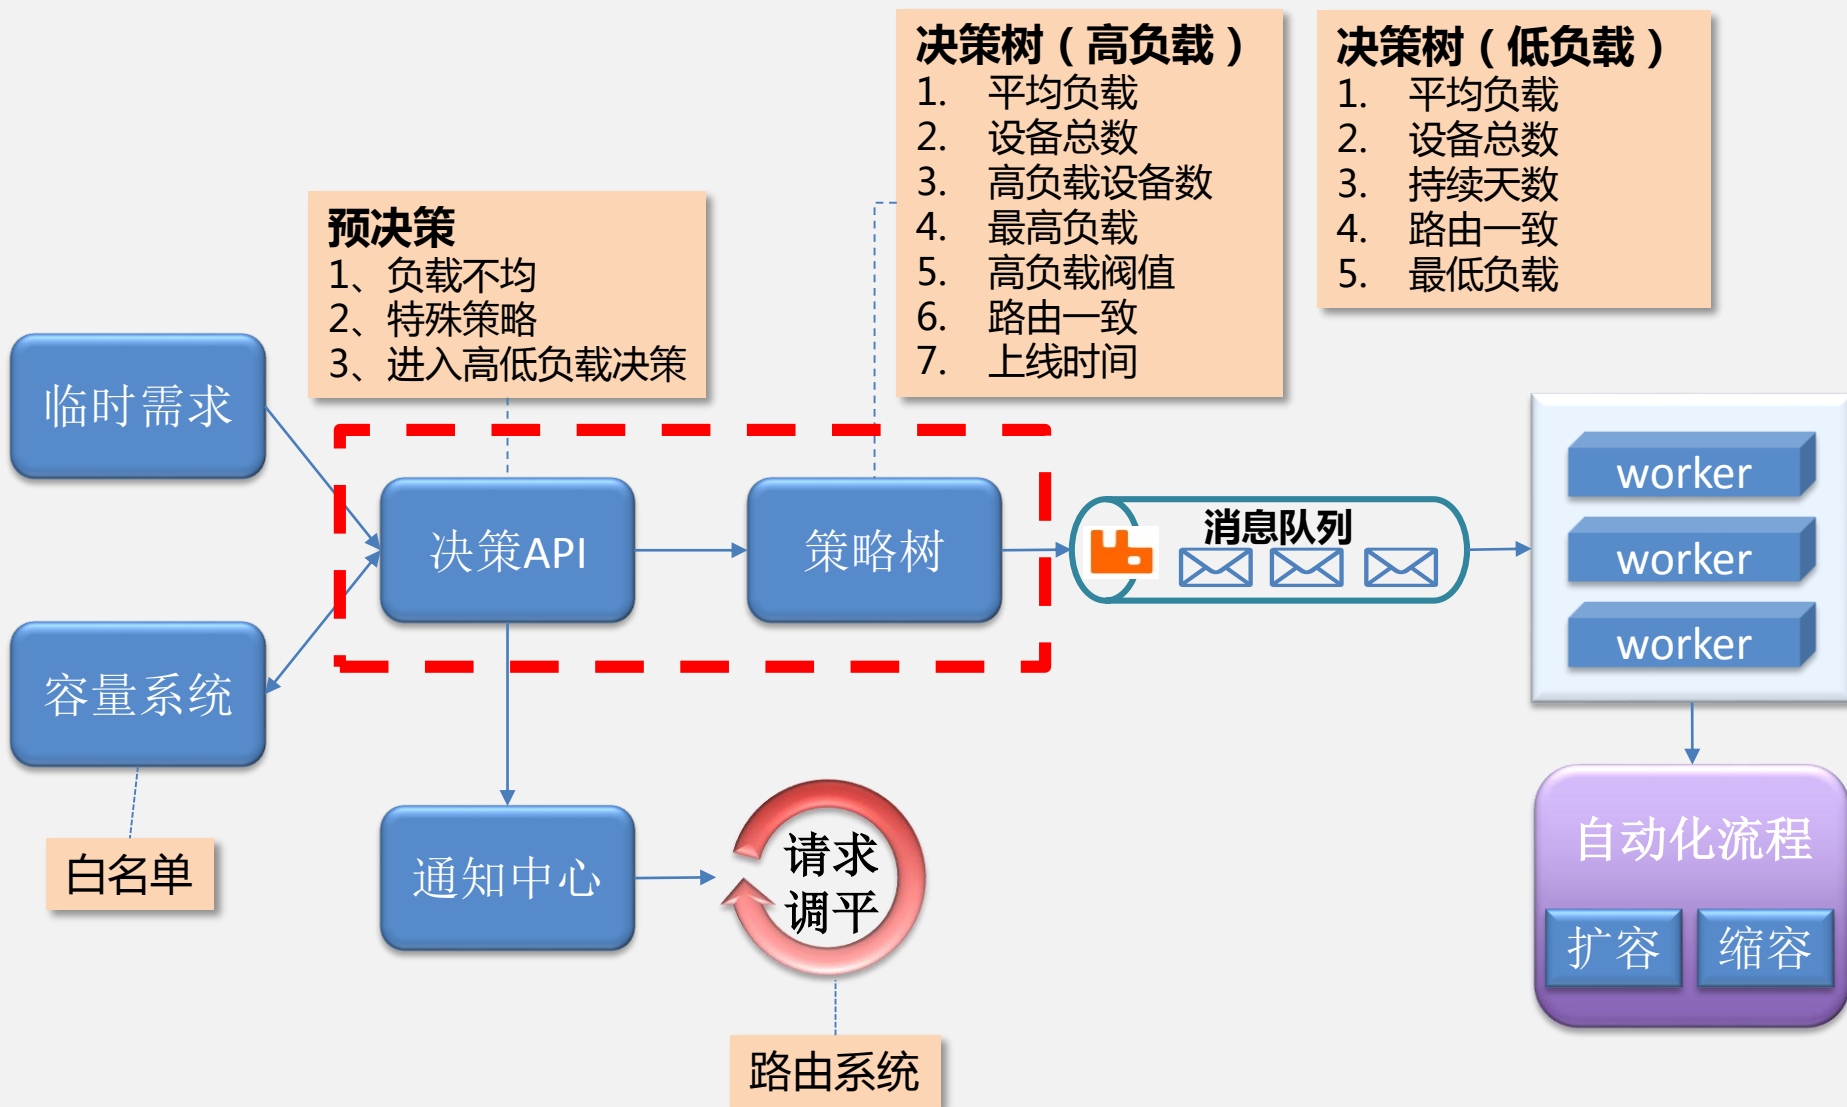 决策树（高负载）
1. 平均负载
2. 设备总数
3. 高负载设备数
4. 最高负载
5. 高负载阀值
6. 路由一致
7. 上线时间
决策树（低负载）
1. 平均负载
2. 设备总数
3. 持续天数
4. 路由一致
5. 最低负载
预决策
1、负载不均
2、特殊策略
3、进入高低负载决策
临时需求
容量系统
白名单
决策API
策略树
消息队列
worker
worker
worker
通知中心
请求
调平
路由系统
自动化流程
扩容
缩容